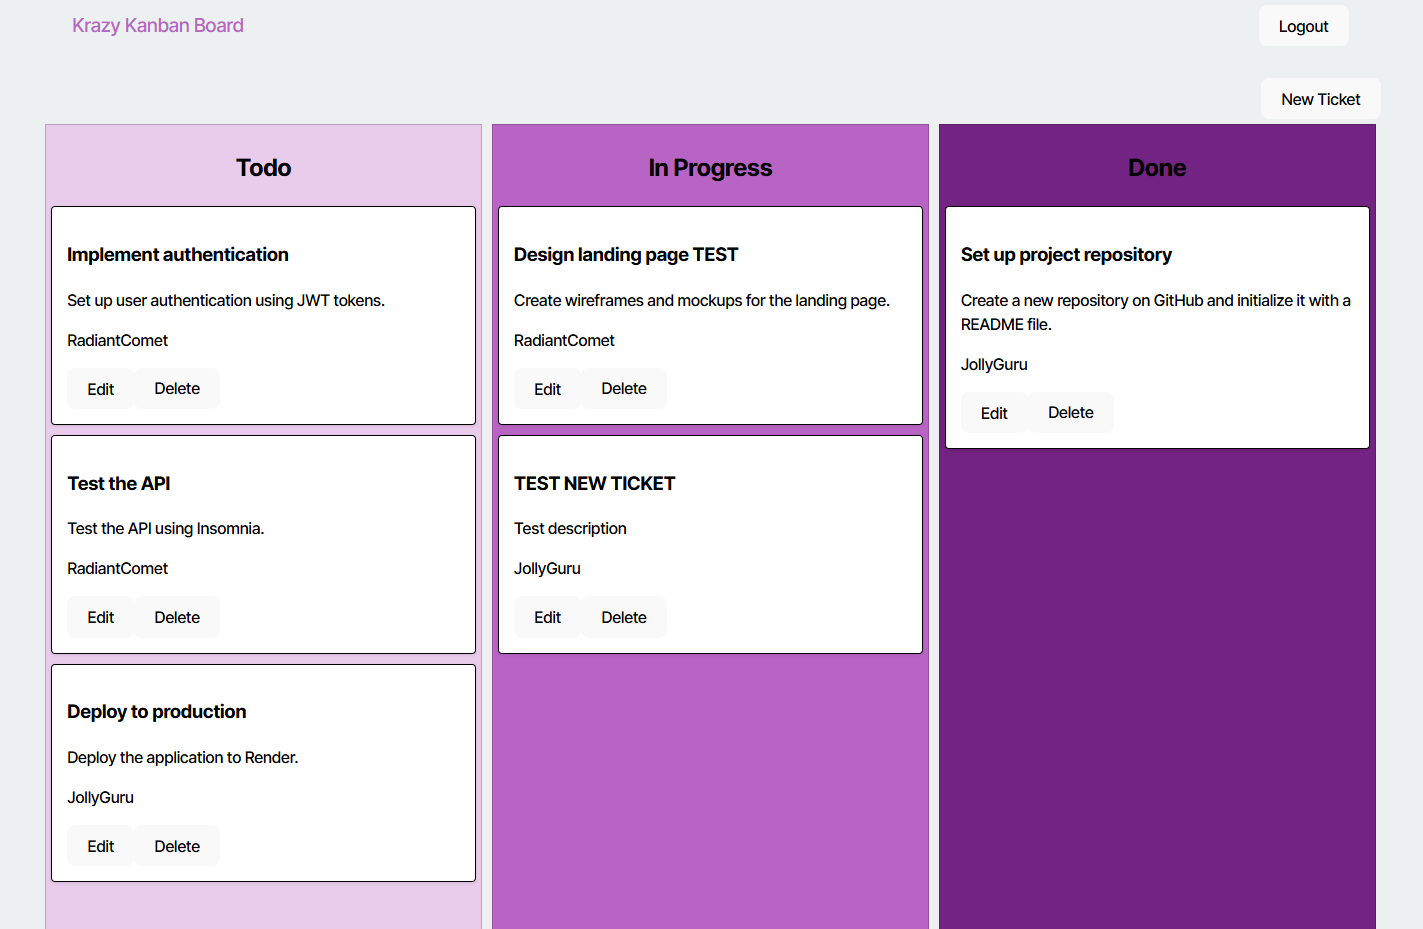 Krazy Kanban Board
Logout
New Ticket
Todo
Implement authentication
Set up user authentication using JWT tokens.
RadiantComet
Edit Delete
Test the API
Test the API using Insomnia.
RadiantComet
Edit Delete
Deploy to production
Deploy the application to Render.
JollyGuru
Edit Delete
In Progress
Design landing page TEST
Create wireframes and mockups for the landing page.
RadiantComet
Edit Delete
TEST NEW TICKET
Test description
JollyGuru
Edit Delete
Done
Set up project repository
Create a new repository on GitHub and initialize it with a
README file.
JollyGuru
Edit Delete